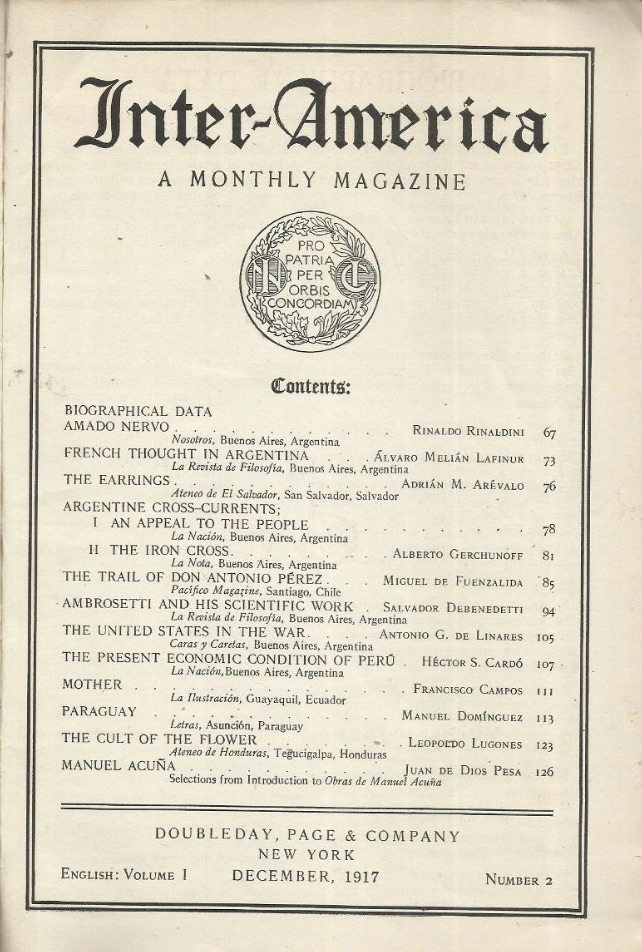 Inter-America
A MONTHLY MAGAZINE
PRO
PATRIA
PER
ORBIS
CONCORDIAM
Contents:
BIOGRAPHICAL DATA
AMADO NERVO . . . . . . . . . . RINALDO RINALDINI 67
Nosotros, Buenos Aires, Argentina
FRENCH THOUGHT IN ARGENTINA . . . ÁLVARO MELIÁN LAFINUR 73
La Revista de Filosofía, Buenos Aires, Argentina
THE EARRINGS . . . . . . . . . . ADRIÁN M. ARÉVALO 76
Ateneo de El Salvador, San Salvador, Salvador
ARGENTINE CROSS-CURRENTS;
I AN APPEAL TO THE PEOPLE . . . . . . . . . . 78
La Nación, Buenos Aires, Argentina
II THE IRON CROSS . . . . . . . ALBERTO GERCHUNOFF 81
La Nota, Buenos Aires, Argentina
THE TRAIL OF DON ANTONIO PÉREZ . . . MIGUEL DE FUENZALIDA 85
Pacífico Magazine, Santiago, Chile
AMBROSETTI AND HIS SCIENTIFIC WORK . SALVADOR DEBENEDETTI 94
La Revista de Filosofía, Buenos Aires, Argentina
THE UNITED STATES IN THE WAR . . . . ANTONIO G. DE LINARES 105
Caras y Caretas, Buenos Aires, Argentina
THE PRESENT ECONOMIC CONDITION OF PERÚ . HÉCTOR S. CARDÓ 107
La Nación, Buenos Aires, Argentina
MOTHER . . . . . . . . . . . FRANCISCO CAMPOS 111
La Ilustración, Guayaquil, Ecuador
PARAGUAY . . . . . . . . . . MANUEL DOMÍNGUEZ 113
Letras, Asunción, Paraguay
THE CULT OF THE FLOWER . . . . . . LEOPOLDO LUGONES 123
Ateneo de Honduras, Tegucigalpa, Honduras
MANUEL ACUÑA . . . . . . . . . JUAN DE DIOS PESA 126
Selections from Introduction to Obras de Manuel Acuña
DOUBLEDAY, PAGE & COMPANY
NEW YORK
ENGLISH: VOLUME I DECEMBER, 1917 NUMBER 2